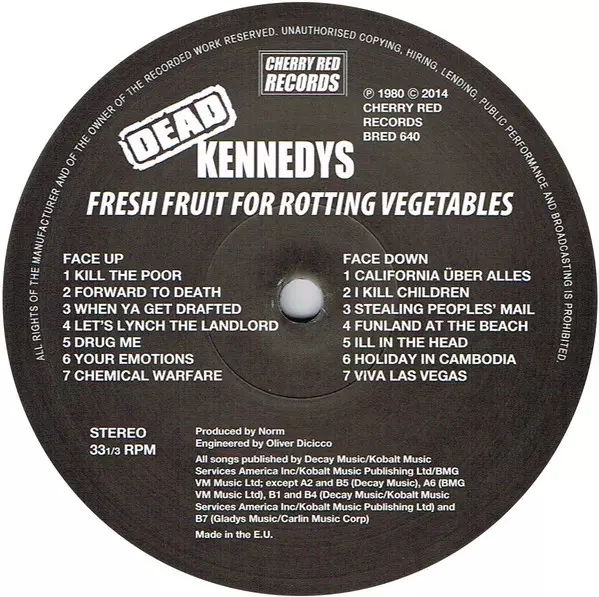 ALL RIGHTS OF THE MANUFACTURER AND OF THE OWNER OF THE RECORDED WORK RESERVED. UNAUTHORISED COPYING, HIRING, LENDING, PUBLIC PERFORMANCE AND BROADCASTING IS PROHIBITED.
CHERRY RED
RECORDS
℗ 1980 © 2014
CHERRY RED
RECORDS
BRED 640
DEAD
KENNEDYS
FRESH FRUIT FOR ROTTING VEGETABLES
FACE UP
1 KILL THE POOR
2 FORWARD TO DEATH
3 WHEN YA GET DRAFTED
4 LET'S LYNCH THE LANDLORD
5 DRUG ME
6 YOUR EMOTIONS
7 CHEMICAL WARFARE
FACE DOWN
1 CALIFORNIA ÜBER ALLES
2 I KILL CHILDREN
3 STEALING PEOPLES' MAIL
4 FUNLAND AT THE BEACH
5 ILL IN THE HEAD
6 HOLIDAY IN CAMBODIA
7 VIVA LAS VEGAS
STEREO
33 1/3 RPM
Produced by Norm
Engineered by Oliver Dicicco
All songs published by Decay Music/Kobalt Music
Services America Inc/Kobalt Music Publishing Ltd/BMG
VM Music Ltd; except A2 and B5 (Decay Music), A6 (BMG
VM Music Ltd), B1 and B4 (Decay Music/Kobalt Music
Services America Inc/Kobalt Music Publishing Ltd) and
B7 (Gladys Music/Carlin Music Corp)
Made in the E.U.